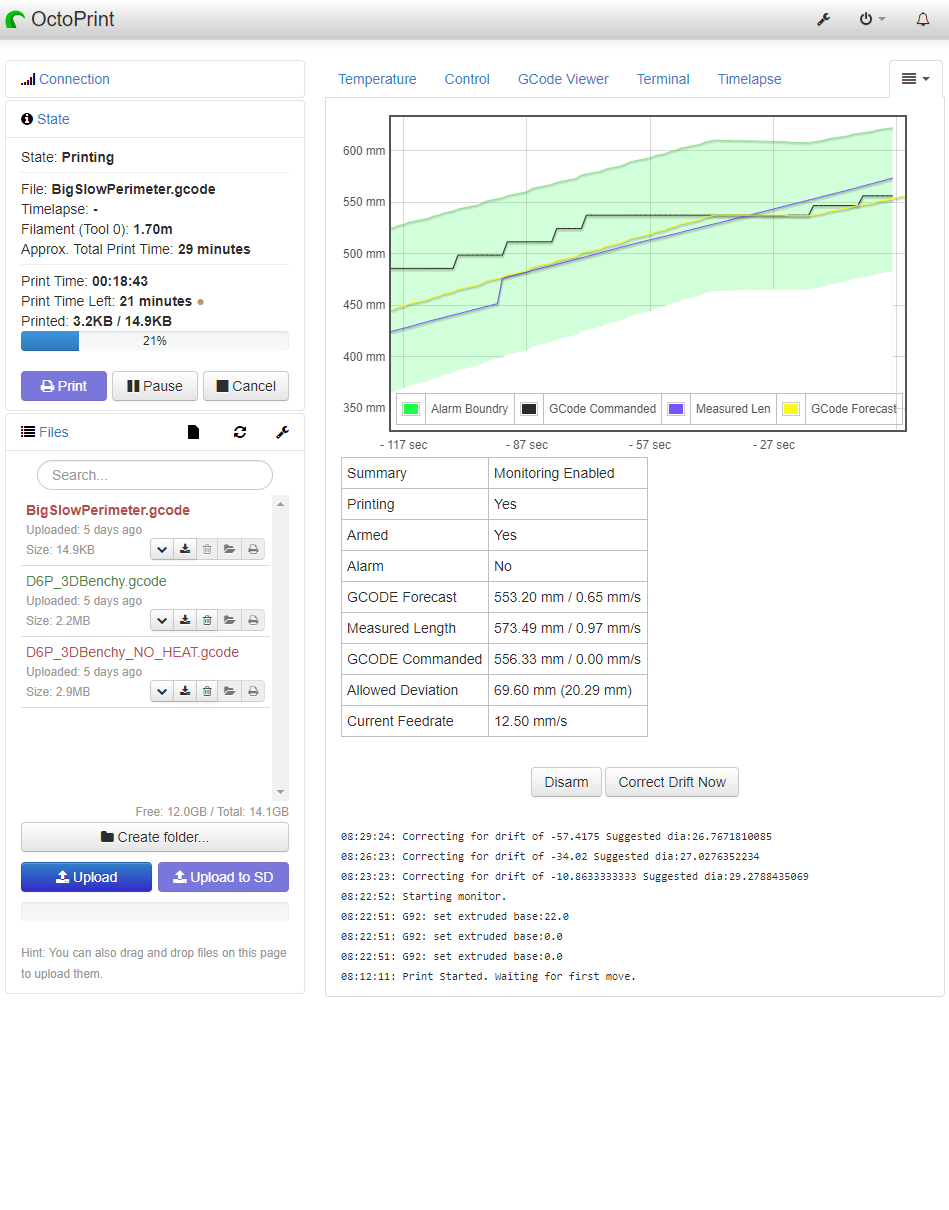 OctoPrint
Connection
State
State: Printing
File: BigSlowPerimeter.gcode
Timelapse: -
Filament (Tool 0): 1.70m
Approx. Total Print Time: 29 minutes
Print Time: 00:18:43
Print Time Left: 21 minutes
Printed: 3.2KB / 14.9KB
21%
Print Pause Cancel
Files
Search...
BigSlowPerimeter.gcode
Uploaded: 5 days ago
Size: 14.9KB
D6P_3DBenchy.gcode
Uploaded: 5 days ago
Size: 2.2MB
D6P_3DBenchy_NO_HEAT.gcode
Uploaded: 5 days ago
Size: 2.9MB
Free: 12.0GB / Total: 14.1GB
Create folder...
Upload Upload to SD
Hint: You can also drag and drop files on this page
to upload them.
Temperature Control GCode Viewer Terminal Timelapse
600 mm
550 mm
500 mm
450 mm
400 mm
350 mm
Alarm Boundry GCode Commanded Measured Len GCode Forecast
- 117 sec - 87 sec - 57 sec - 27 sec
Summary Monitoring Enabled
Printing Yes
Armed Yes
Alarm No
GCODE Forecast 553.20 mm / 0.65 mm/s
Measured Length 573.49 mm / 0.97 mm/s
GCODE Commanded 556.33 mm / 0.00 mm/s
Allowed Deviation 69.60 mm (20.29 mm)
Current Feedrate 12.50 mm/s
Disarm Correct Drift Now
08:29:24: Correcting for drift of -57.4175 Suggested dia:26.7671810085
08:26:23: Correcting for drift of -34.02 Suggested dia:27.0276352234
08:23:23: Correcting for drift of -10.8633333333 Suggested dia:29.2788435069
08:22:52: Starting monitor.
08:22:51: G92: set extruded base:22.0
08:22:51: G92: set extruded base:0.0
08:22:51: G92: set extruded base:0.0
08:12:11: Print Started. Waiting for first move.